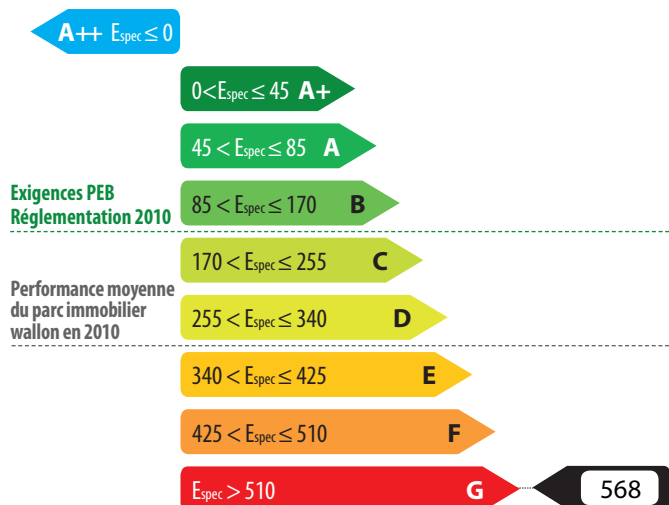 A++ Espec ≤ 0
0<Espec ≤ 45 A+
45 < Espec ≤ 85 A
Exigences PEB
Réglementation 2010
85 < Espec ≤ 170 B
170 < Espec ≤ 255 C
Performance moyenne
du parc immobilier
wallon en 2010
255 < Espec ≤ 340 D
340 < Espec ≤ 425 E
425 < Espec ≤ 510 F
Espec > 510 G
568